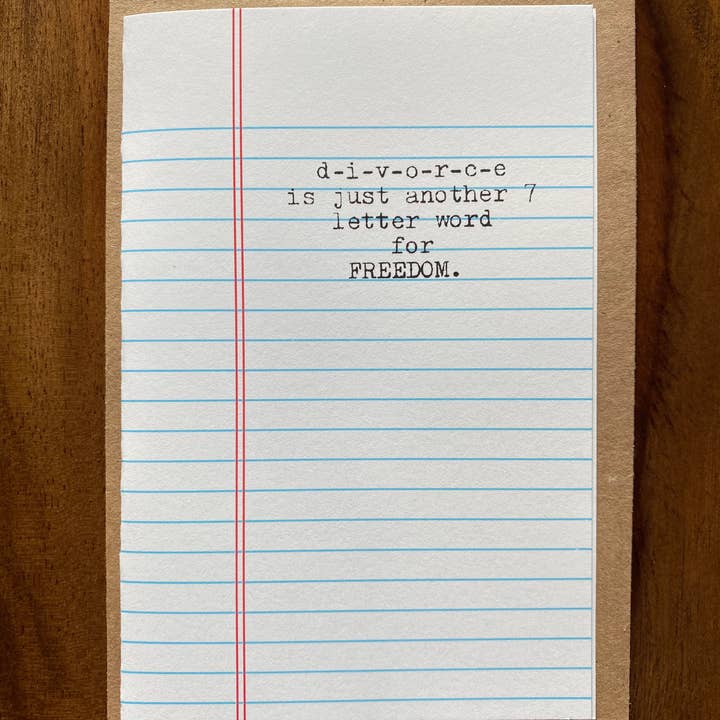 d-i-v-o-r-c-e
is just another 7
letter word
for
FREEDOM.